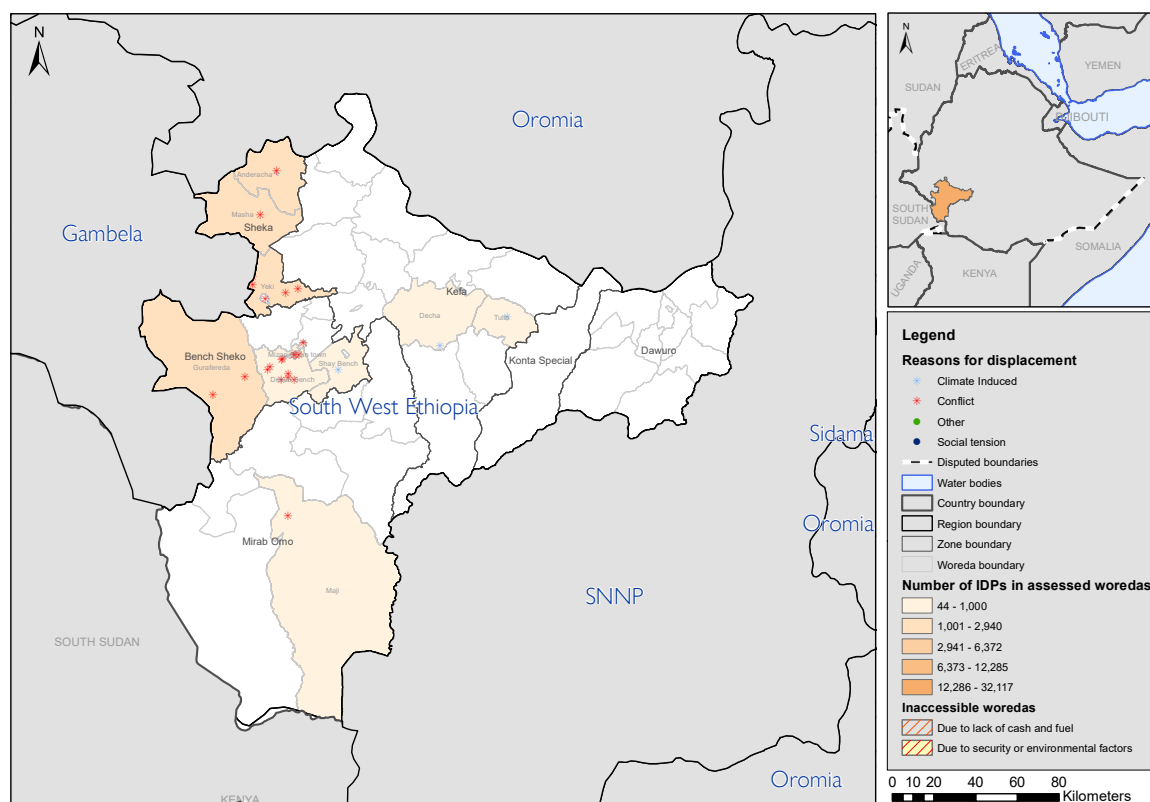 N
Oromia
Anderacha
Masha
Sheka
Gambela
Yeki
Kefa
Decha
Tulo
Bench Sheko
Gurafereda
Shay Bench
Konta Special
Dawuro
South West Ethiopia
Sidama
Oromia
Mirab Omo
Maji
SNNP
SOUTH SUDAN
Oromia
KENYA
N
ERITREA
YEMEN
SUDAN
DJIBOUTI
SOUTH
SUDAN
SOMALIA
UGANDA
KENYA
Legend
Reasons for displacement
Climate Induced
Conflict
Other
Social tension
Disputed boundaries
Water bodies
Country boundary
Region boundary
Zone boundary
Woreda boundary
Number of IDPs in assessed woredas
44 - 1,000
1,001 - 2,940
2,941 - 6,372
6,373 - 12,285
12,286 - 32,117
Inaccessible woredas
Due to lack of cash and fuel
Due to security or environmental factors
0 10 20 40 60 80
Kilometers